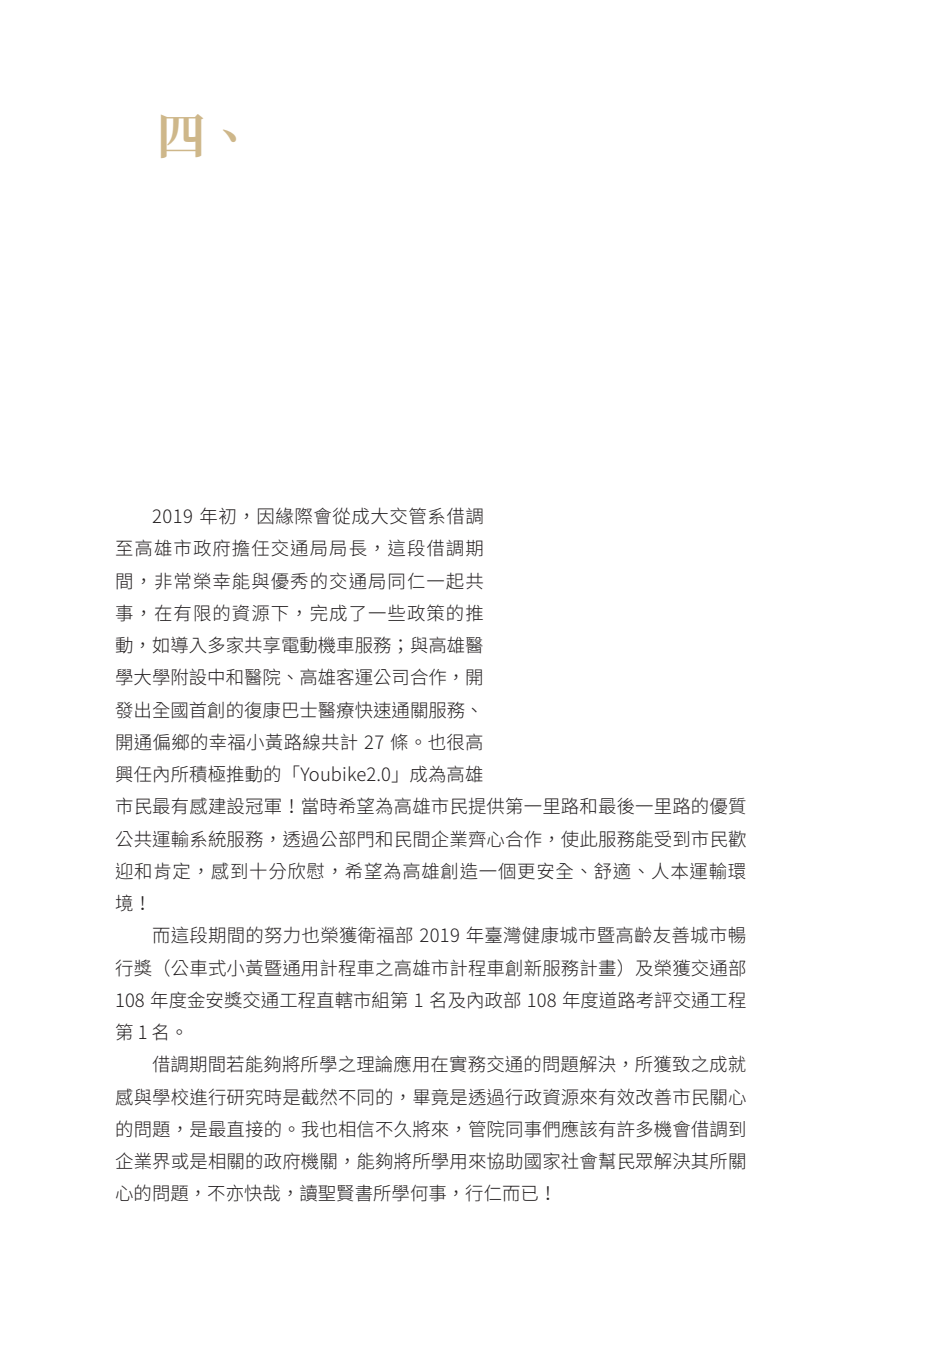 四、
2019 年初，因緣際會從成大交管系借調
至高雄市政府擔任交通局局長，這段借調期
間，非常榮幸能與優秀的交通局同仁一起共
事，在有限的資源下，完成了一些政策的推
動，如導入多家共享電動機車服務；與高雄醫
學大學附設中和醫院、高雄客運公司合作，開
發出全國首創的復康巴士醫療快速通關服務、
開通偏鄉的幸福小黃路線共計 27 條。也很高
興任內所積極推動的「Youbike2.0」成為高雄
市民最有感建設冠軍！當時希望為高雄市民提供第一里路和最後一里路的優質
公共運輸系統服務，透過公部門和民間企業齊心合作，使此服務能受到市民歡
迎和肯定，感到十分欣慰，希望為高雄創造一個更安全、舒適、人本運輸環
境！
而這段期間的努力也榮獲衛福部 2019 年臺灣健康城市暨高齡友善城市暢
行獎（公車式小黃暨通用計程車之高雄市計程車創新服務計畫）及榮獲交通部
108 年度金安獎交通工程直轄市組第 1 名及內政部 108 年度道路考評交通工程
第 1 名。
借調期間若能夠將所學之理論應用在實務交通的問題解決，所獲致之成就
感與學校進行研究時是截然不同的，畢竟是透過行政資源來有效改善市民關心
的問題，是最直接的。我也相信不久將來，管院同事們應該有許多機會借調到
企業界或是相關的政府機關，能夠將所學用來協助國家社會幫民眾解決其所關
心的問題，不亦快哉，讀聖賢書所學何事，行仁而已！